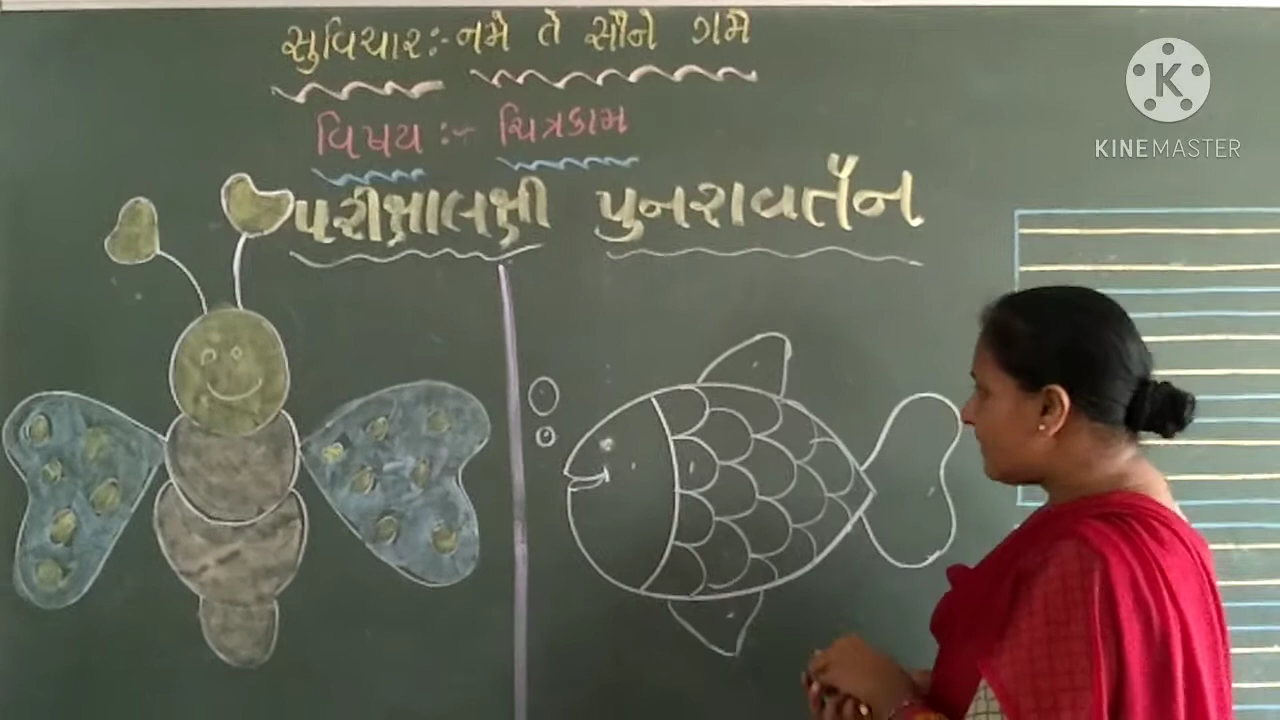 સુવિચાર:- નમે તે સૌને ગમે
વિષય :- ચિત્રકામ
પરીક્ષાલક્ષી પુનરાવર્તન
K
KINEMASTER